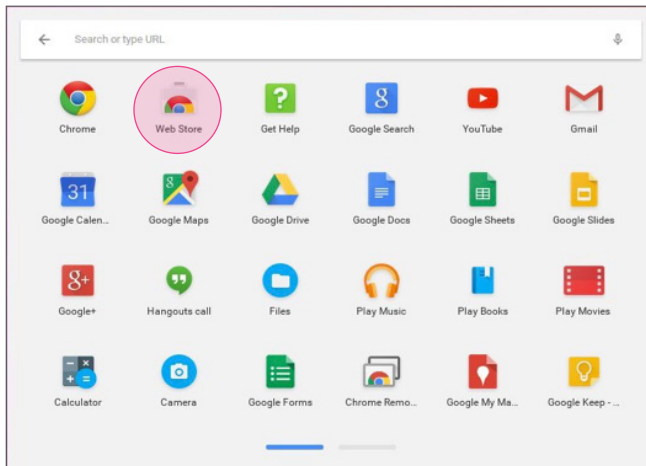 Search or type URL
Chrome
Web Store
Get Help
Google Search
YouTube
Gmail
Google Calen...
Google Maps
Google Drive
Google Docs
Google Sheets
Google Slides
Google+
Hangouts call
Files
Play Music
Play Books
Play Movies
Calculator
Camera
Google Forms
Chrome Remo...
Google My Ma...
Google Keep - ...